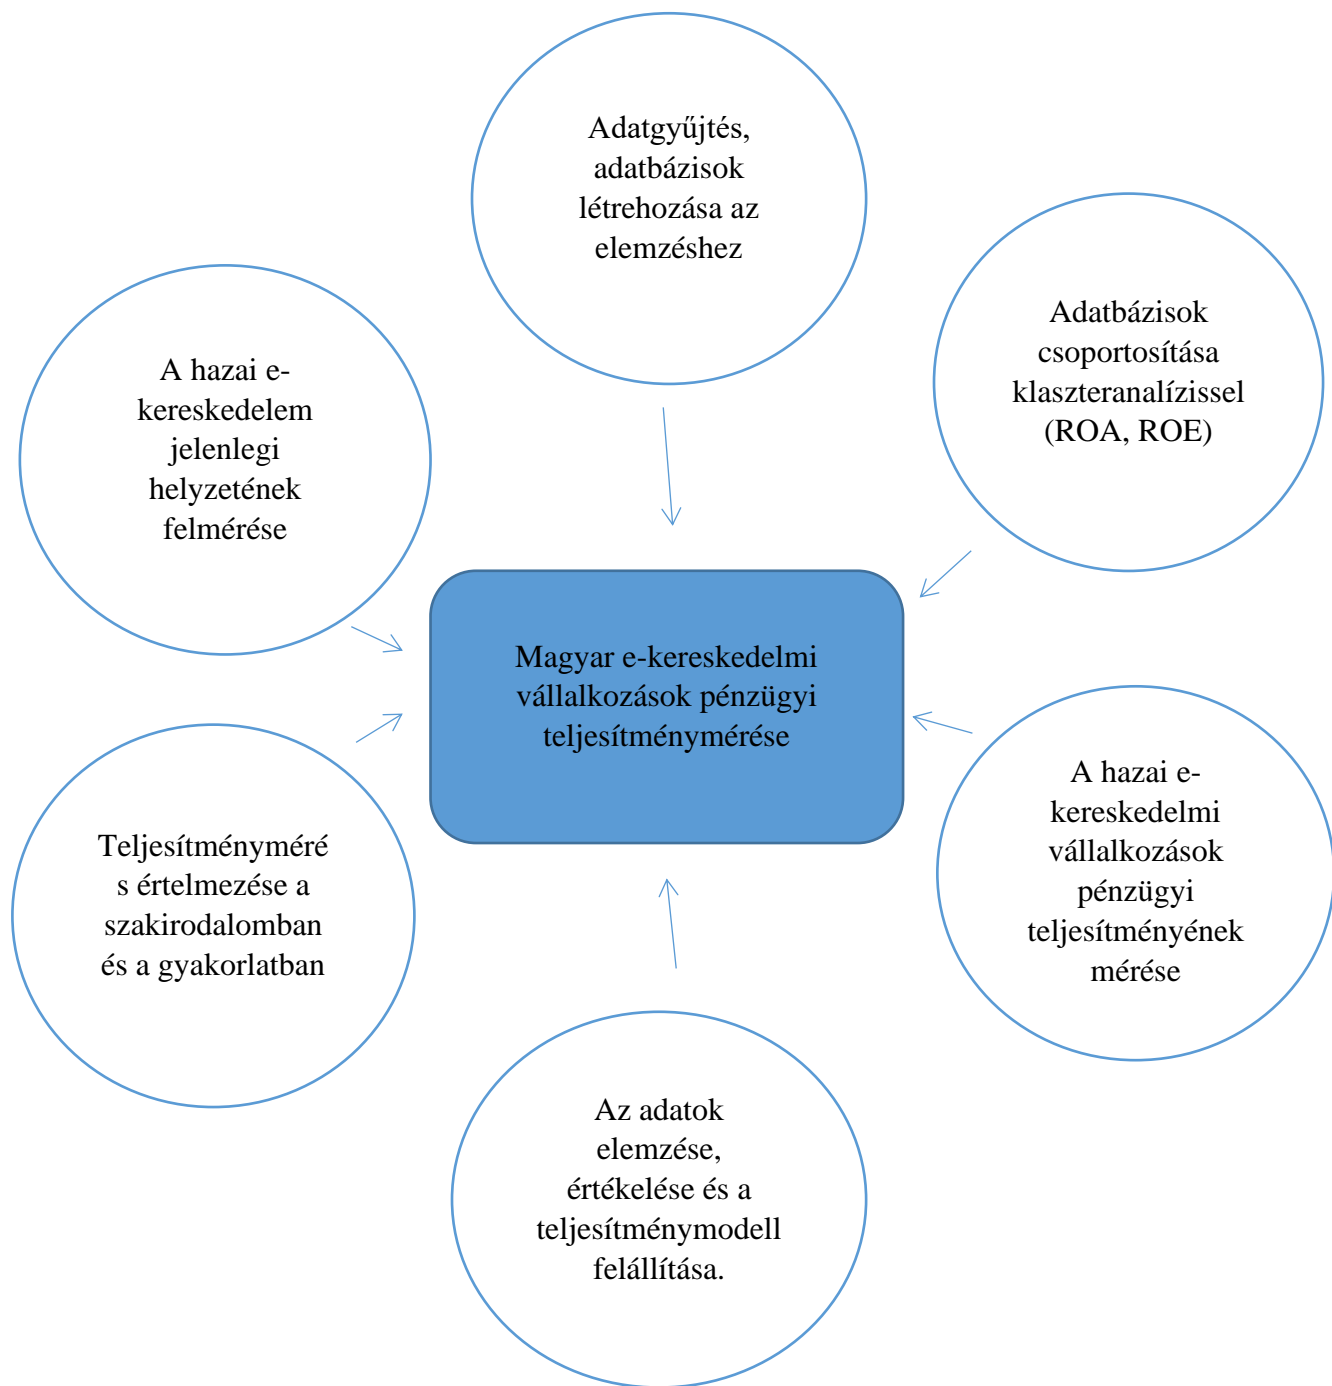 Adatgyűjtés,
adatbázisok
létrehozása az
elemzéshez
Adatbázisok
csoportosítása
klaszteranalízissel
(ROA, ROE)
A hazai e-
kereskedelem
jelenlegi
helyzetének
felmérése
Magyar e-kereskedelmi
vállalkozások pénzügyi
teljesítménymérése
A hazai e-
kereskedelmi
vállalkozások
pénzügyi
teljesítményének
mérése
Teljesítményméré
s értelmezése a
szakirodalomban
és a gyakorlatban
Az adatok
elemzése,
értékelése és a
teljesítménymodell
felállítása.